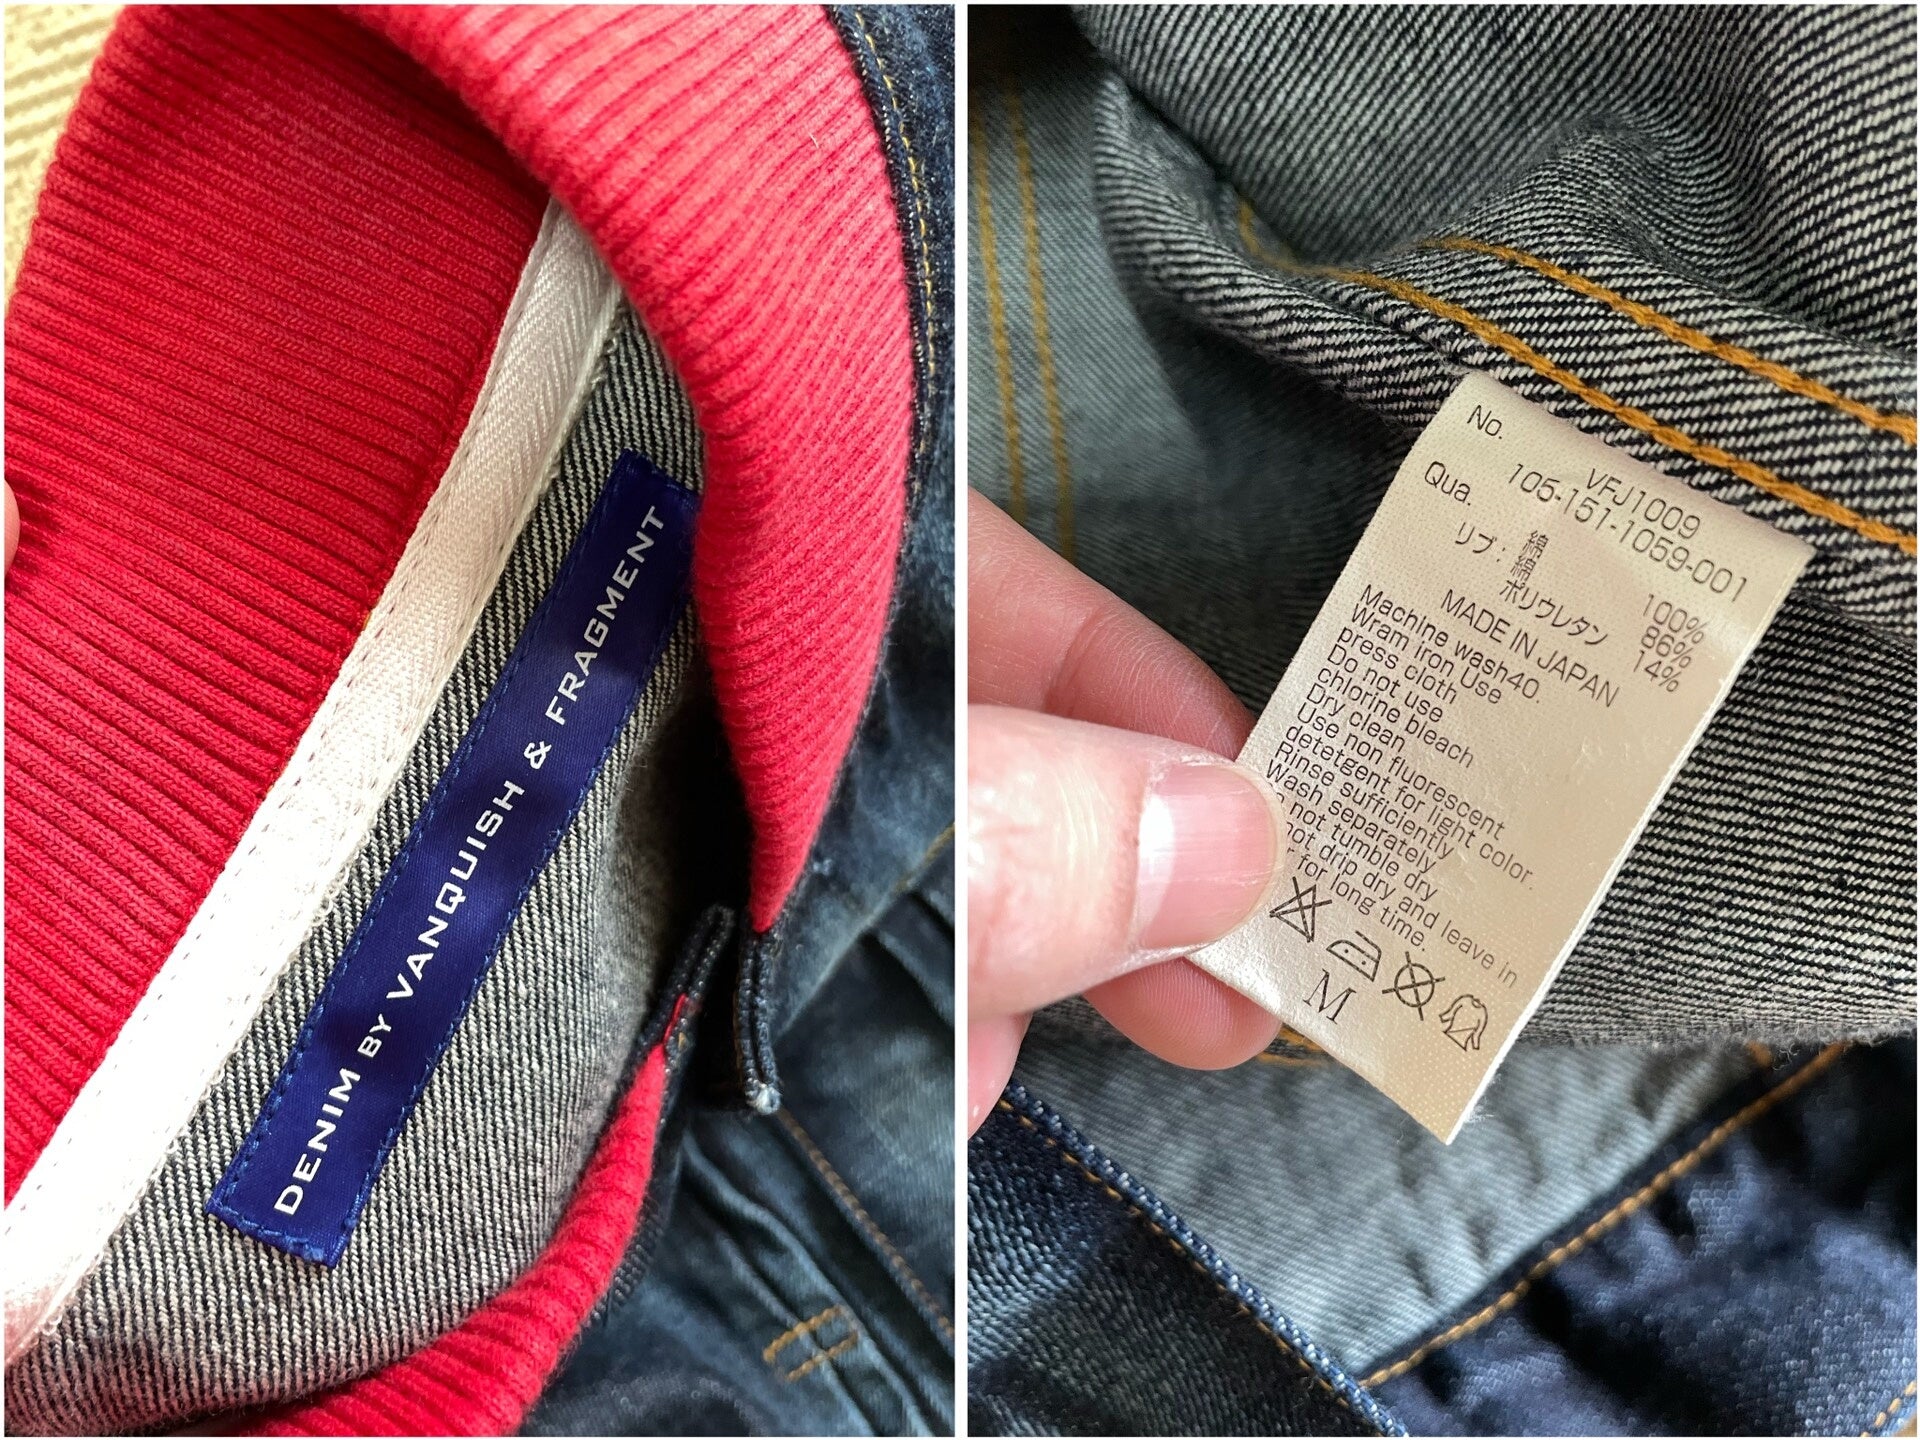 DENIM BY VANQUISH & FRAGMENT
No. VFJ1009
105-151-1059-001
Qua. 綿 100%
リブ: 綿 86%
ポリウレタン 14%
MADE IN JAPAN
Machine wash40.
Wram iron Use
press cloth
Do not use
chlorine bleach
Dry clean
Use non fluorescent
detetgent for light color.
Rinse sufficiently
Wash separately
not tumble dry
not drip dry and leave in
for long time.
M